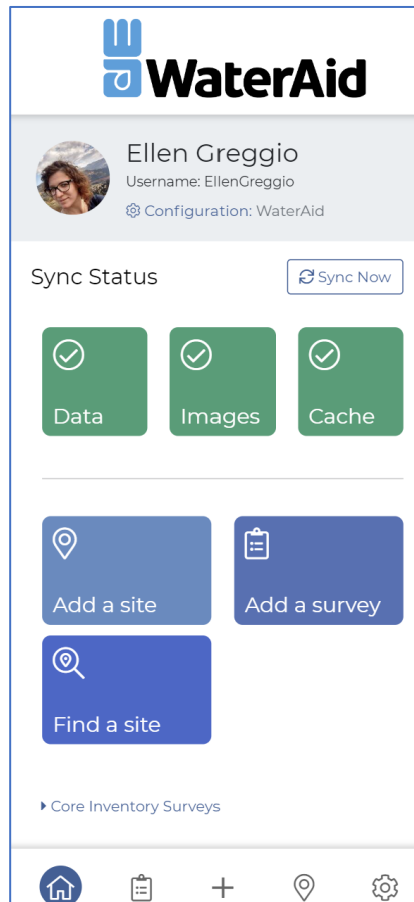 WaterAid
Ellen Greggio
Username: EllenGreggio
Configuration: WaterAid
Sync Status
Sync Now
Data
Images
Cache
Add a site
Add a survey
Find a site
Core Inventory Surveys